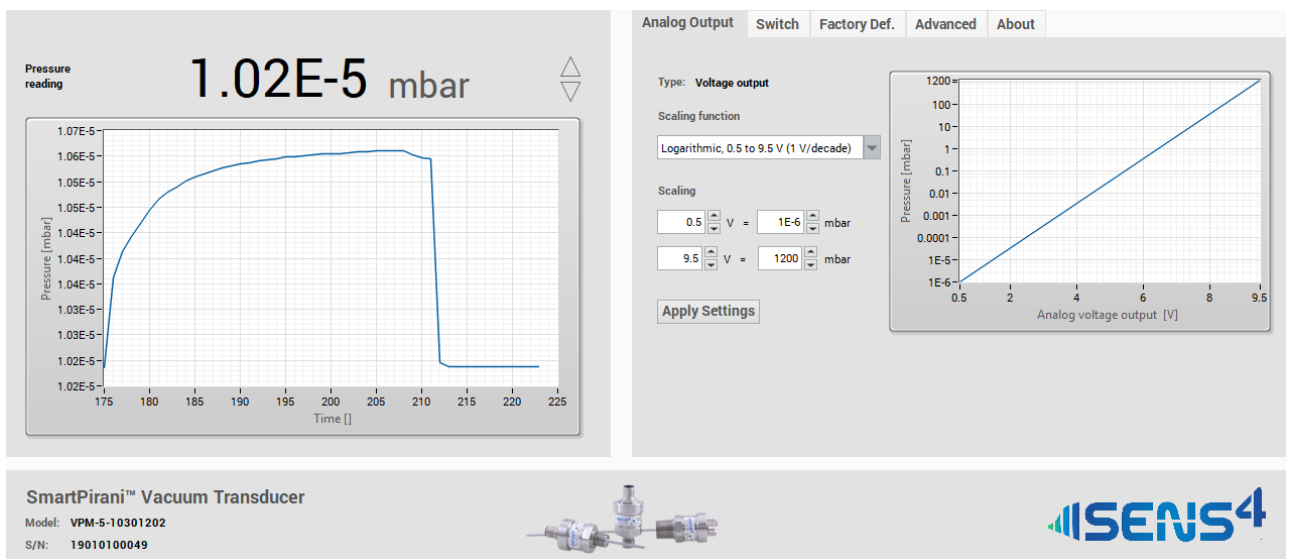 Pressure
reading
1.02E-5 mbar
1.07E-5
1.06E-5
1.05E-5
1.05E-5
1.04E-5
1.04E-5
1.04E-5
1.03E-5
1.03E-5
1.02E-5
1.02E-5
Pressure [mbar]
175 180 185 190 195 200 205 210 215 220 225
Time []
Analog Output Switch Factory Def. Advanced About
Type: Voltage output
Scaling function
Logarithmic, 0.5 to 9.5 V (1 V/decade)
Scaling
0.5 V = 1E-6 mbar
9.5 V = 1200 mbar
Apply Settings
1200
100
10
1
0.1
0.01
0.001
0.0001
1E-5
1E-6
Pressure [mbar]
0.5 2 4 6 8 9.5
Analog voltage output [V]
SmartPirani™ Vacuum Transducer
Model: VPM-5-10301202
S/N: 19010100049
SENS4